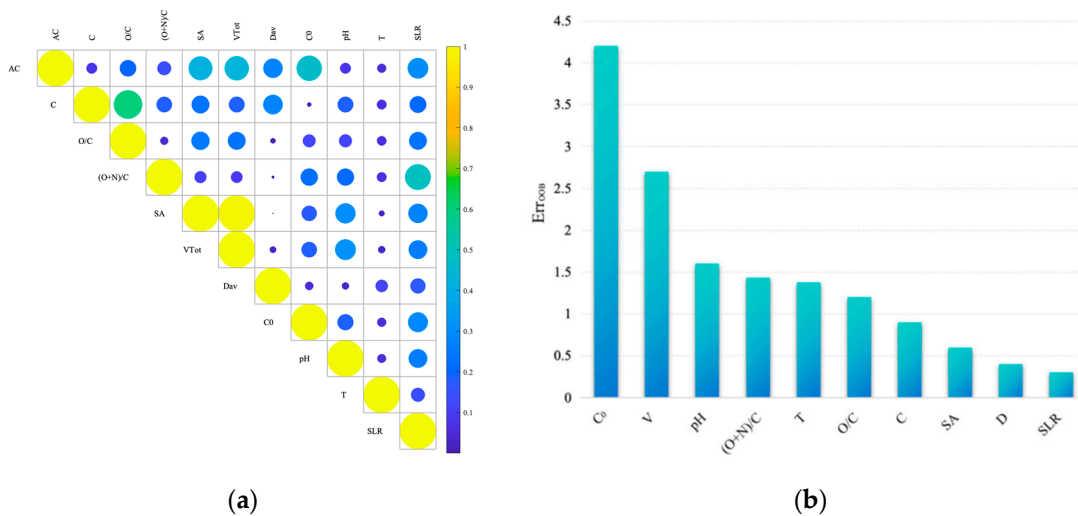 AC C O/C (O+N)/C SA VTot Dav C0 pH T SLR
AC
C
O/C
(O+N)/C
SA
VTot
Dav
C0
pH
T
SLR
1
0.9
0.8
0.7
0.6
0.5
0.4
0.3
0.2
0.1
(a)
4.5
4
3.5
3
2.5
2
1.5
1
0.5
0
ErrOOB
C0 V pH (O+N)/C T O/C C SA D SLR
(b)